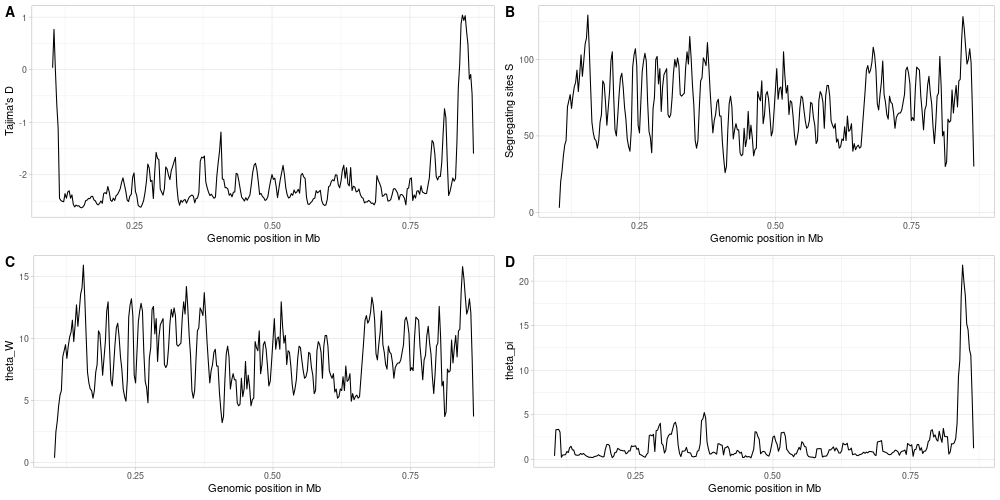 A
Tajima's D
1
0
-1
-2
0.25
0.50
0.75
Genomic position in Mb
B
Segregating sites S
100
50
0
0.25
0.50
0.75
Genomic position in Mb
C
theta_W
15
10
5
0
0.25
0.50
0.75
Genomic position in Mb
D
theta_pi
20
15
10
5
0
0.25
0.50
0.75
Genomic position in Mb